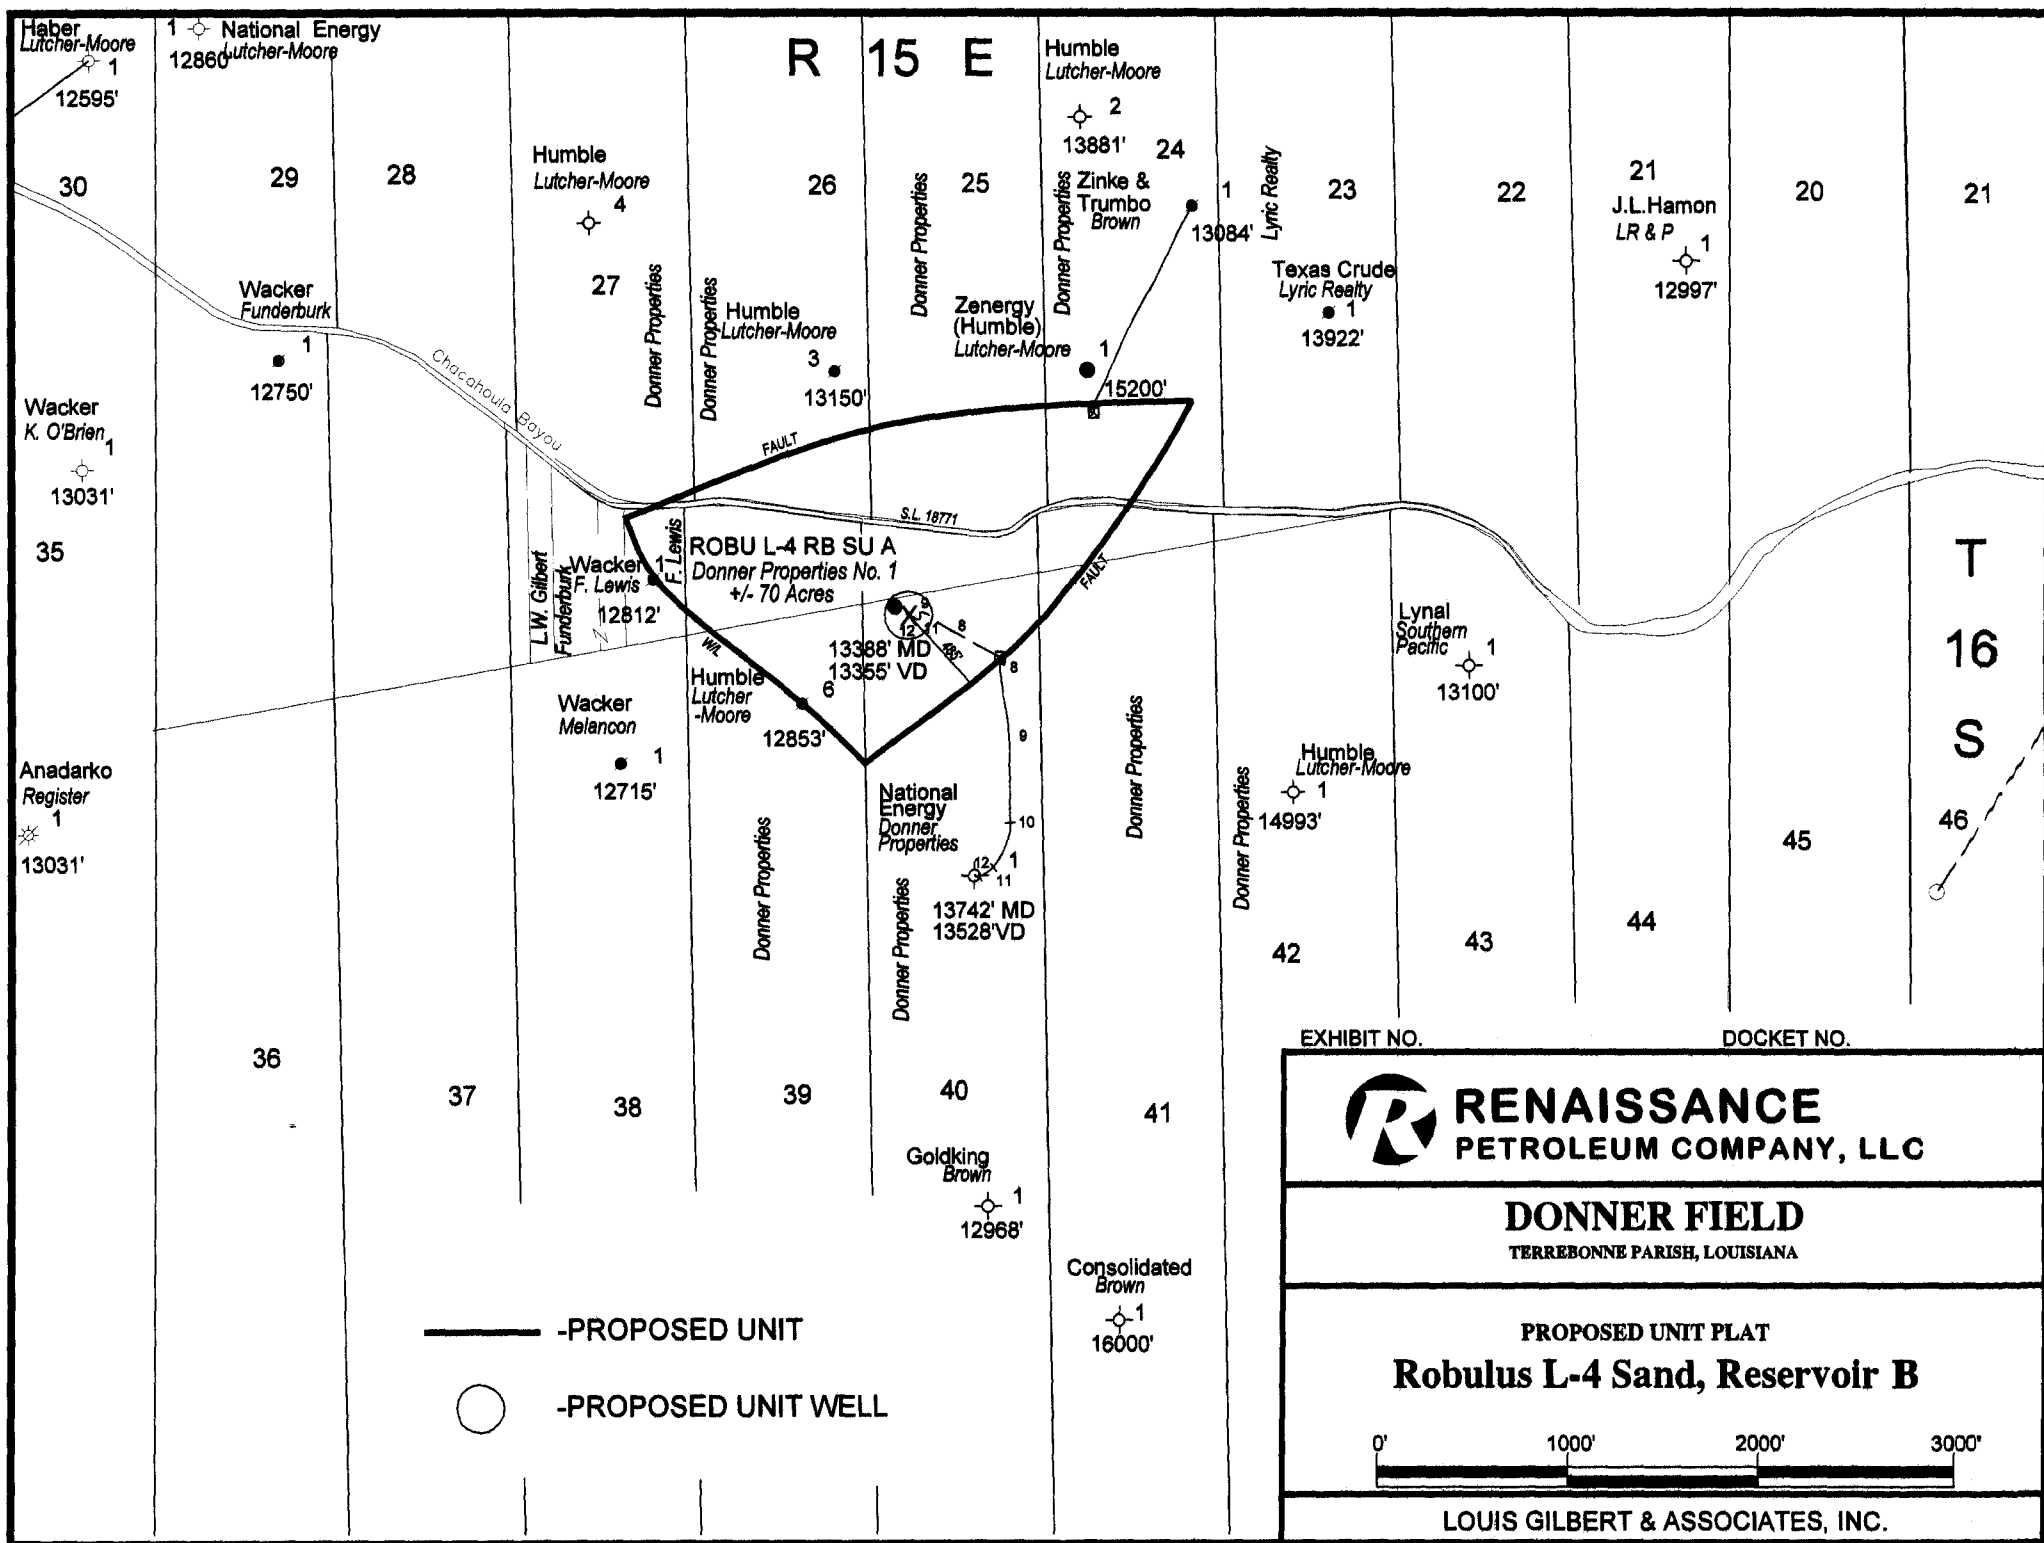 Haber
Lutcher-Moore
1
12595'
1
National Energy
12860
Lutcher-Moore
R 15 E
Humble
Lutcher-Moore
2
13881'
24
30
29
28
Humble
Lutcher-Moore
4
27
26
Donner Properties
25
Donner Properties
Zinke &
Trumbo
Brown
1
13084'
Lyric Realty
23
22
21
J.L.Hamon
LR & P
1
12997'
20
21
Wacker
Funderburk
1
12750'
Donner Properties
Donner Properties
Humble
Lutcher-Moore
3
13150'
Zenergy
(Humble)
Lutcher-Moore
1
15200'
Texas Crude
Lyric Realty
1
13922'
Chacahoula Bayou
Wacker
K. O'Brien
1
13031'
FAULT
S.L. 18771
35
L.W. Gilbert
Funderburk
Wacker 1
F. Lewis
12812'
F. Lewis
ROBU L-4 RB SU A
Donner Properties No. 1
+/- 70 Acres
FAULT
T
16
S
9
12
11
8
13388' MD
13355' VD
485'
8
W/L
Humble
Lutcher
-Moore
6
12853'
Wacker
Melancon
1
12715'
Lynal
Southern
Pacific
1
13100'
9
Donner Properties
Donner Properties
Humble
Lutcher-Moore
1
14993'
Anadarko
Register
1
13031'
National
Energy
Donner
Properties
10
12
1
11
13742' MD
13528'VD
Donner Properties
Donner Properties
46
45
44
43
42
36
37
38
39
40
41
Goldking
Brown
1
12968'
Consolidated
Brown
1
16000'
-PROPOSED UNIT
-PROPOSED UNIT WELL
EXHIBIT NO.
DOCKET NO.
R
RENAISSANCE
PETROLEUM COMPANY, LLC
DONNER FIELD
TERREBONNE PARISH, LOUISIANA
PROPOSED UNIT PLAT
Robulus L-4 Sand, Reservoir B
0' 1000' 2000' 3000'
LOUIS GILBERT & ASSOCIATES, INC.